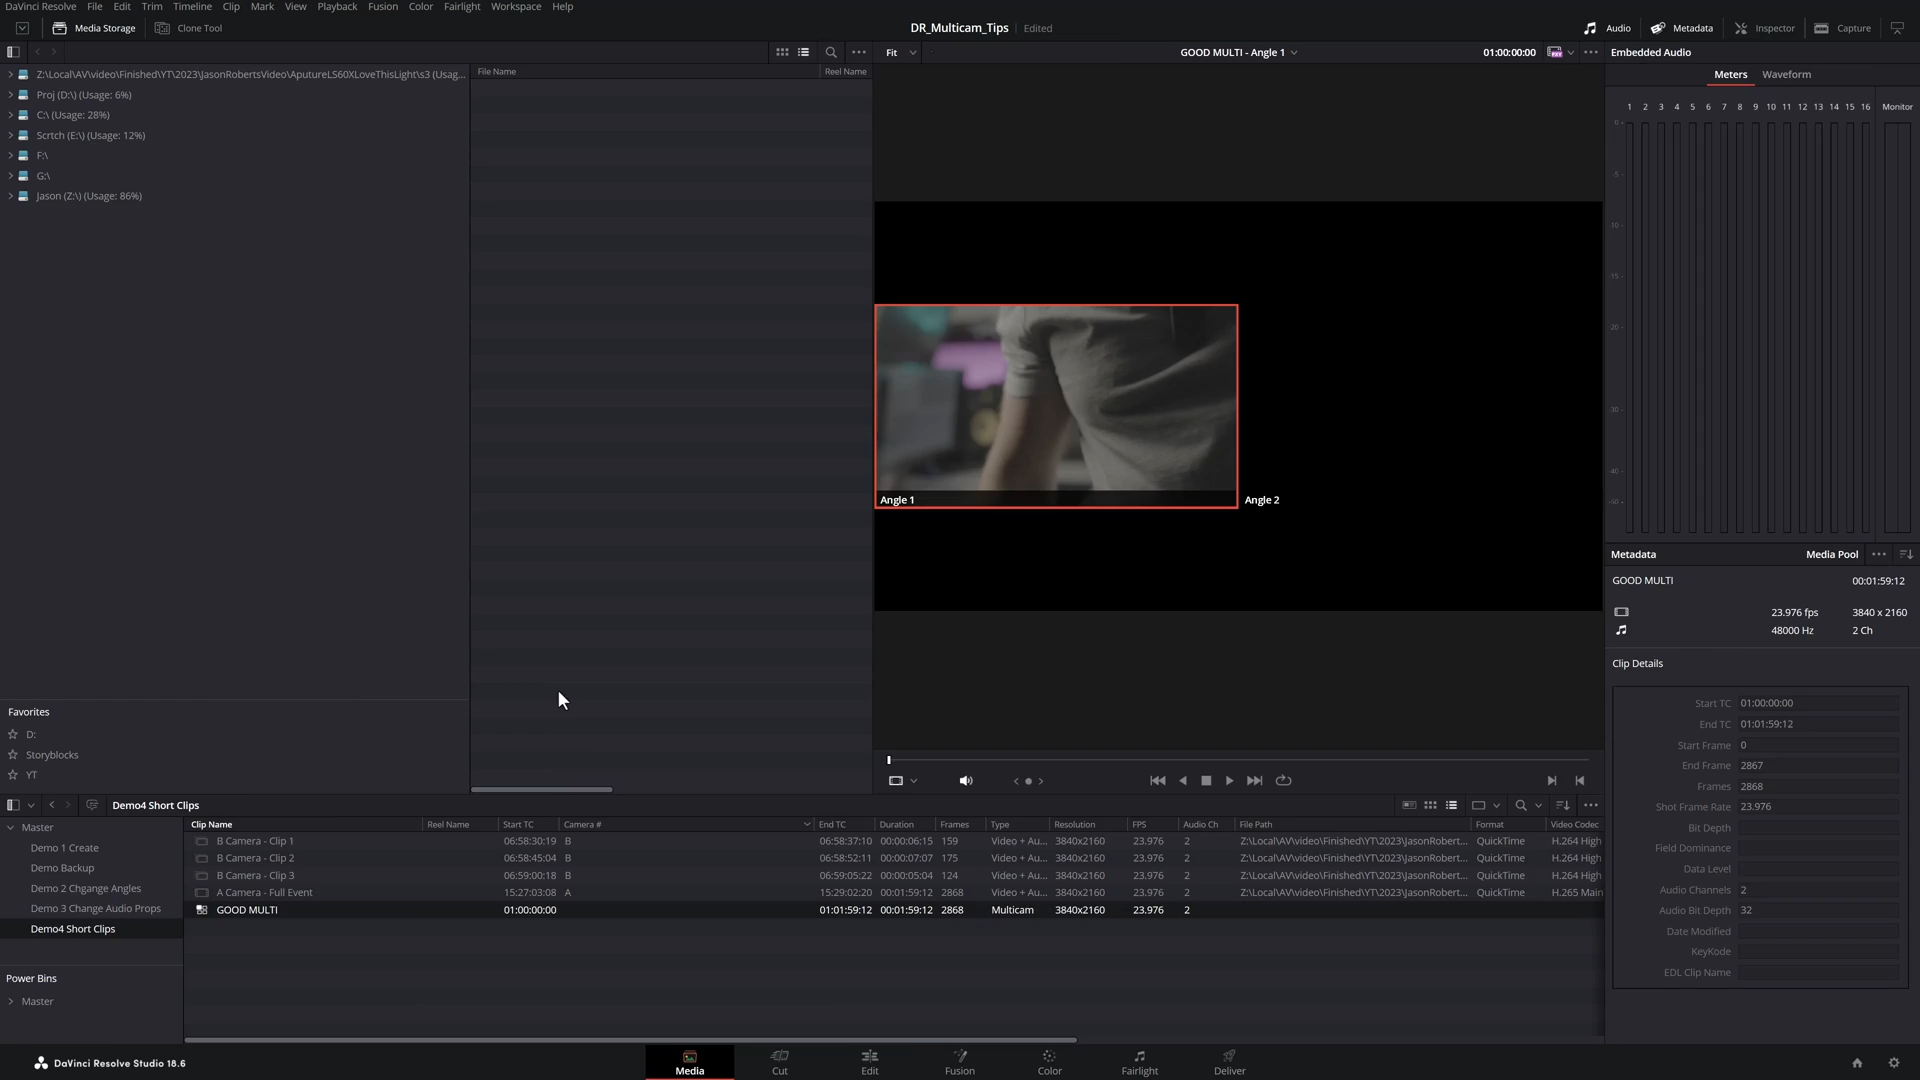 DaVinci Resolve File Edit Trim Timeline Clip Mark View Playback Fusion Color Fairlight Workspace Help
Media Storage Clone Tool DR_Multicam_Tips Edited Audio Metadata Inspector Capture
Fit GOOD MULTI - Angle 1 01:00:00:00 Embedded Audio
Z:\Local\AV\video\Finished\YT\2023\JasonRobertsVideo\AputureLS60XLoveThisLight\s3 (Usag...
Proj (D:\) (Usage: 6%)
C:\ (Usage: 28%)
Scrtch (E:\) (Usage: 12%)
F:\
G:\
Jason (Z:\) (Usage: 86%)
File Name Reel Name
Angle 1 Angle 2
Meters Waveform
1 2 3 4 5 6 7 8 9 10 11 12 13 14 15 16 Monitor
0
-5
-10
-15
-20
-30
-40
-50
Metadata Media Pool
GOOD MULTI 00:01:59:12
23.976 fps 3840 x 2160
48000 Hz 2 Ch
Clip Details
Start TC 01:00:00:00
End TC 01:01:59:12
Start Frame 0
End Frame 2867
Frames 2868
Shot Frame Rate 23.976
Bit Depth
Field Dominance
Data Level
Audio Channels 2
Audio Bit Depth 32
Date Modified
KeyKode
EDL Clip Name
Favorites
D:
Storyblocks
YT
Demo4 Short Clips
Master
Demo 1 Create
Demo Backup
Demo 2 Chgange Angles
Demo 3 Change Audio Props
Demo4 Short Clips
Power Bins
Master
Clip Name Reel Name Start TC Camera # End TC Duration Frames Type Resolution FPS Audio Ch File Path Format Video Codec
B Camera - Clip 1 06:58:30:19 B 06:58:37:10 00:00:06:15 159 Video + Au... 3840x2160 23.976 2 Z:\Local\AV\video\Finished\YT\2023\JasonRobert... QuickTime H.264 High
B Camera - Clip 2 06:58:45:04 B 06:58:52:11 00:00:07:07 175 Video + Au... 3840x2160 23.976 2 Z:\Local\AV\video\Finished\YT\2023\JasonRobert... QuickTime H.264 High
B Camera - Clip 3 06:59:00:18 B 06:59:05:22 00:00:05:04 124 Video + Au... 3840x2160 23.976 2 Z:\Local\AV\video\Finished\YT\2023\JasonRobert... QuickTime H.264 High
A Camera - Full Event 15:27:03:08 A 15:29:02:20 00:01:59:12 2868 Video + Au... 3840x2160 23.976 2 Z:\Local\AV\video\Finished\YT\2023\JasonRobert... QuickTime H.265 Main
GOOD MULTI 01:00:00:00 01:01:59:12 00:01:59:12 2868 Multicam 3840x2160 23.976 2
DaVinci Resolve Studio 18.6
Media Cut Edit Fusion Color Fairlight Deliver